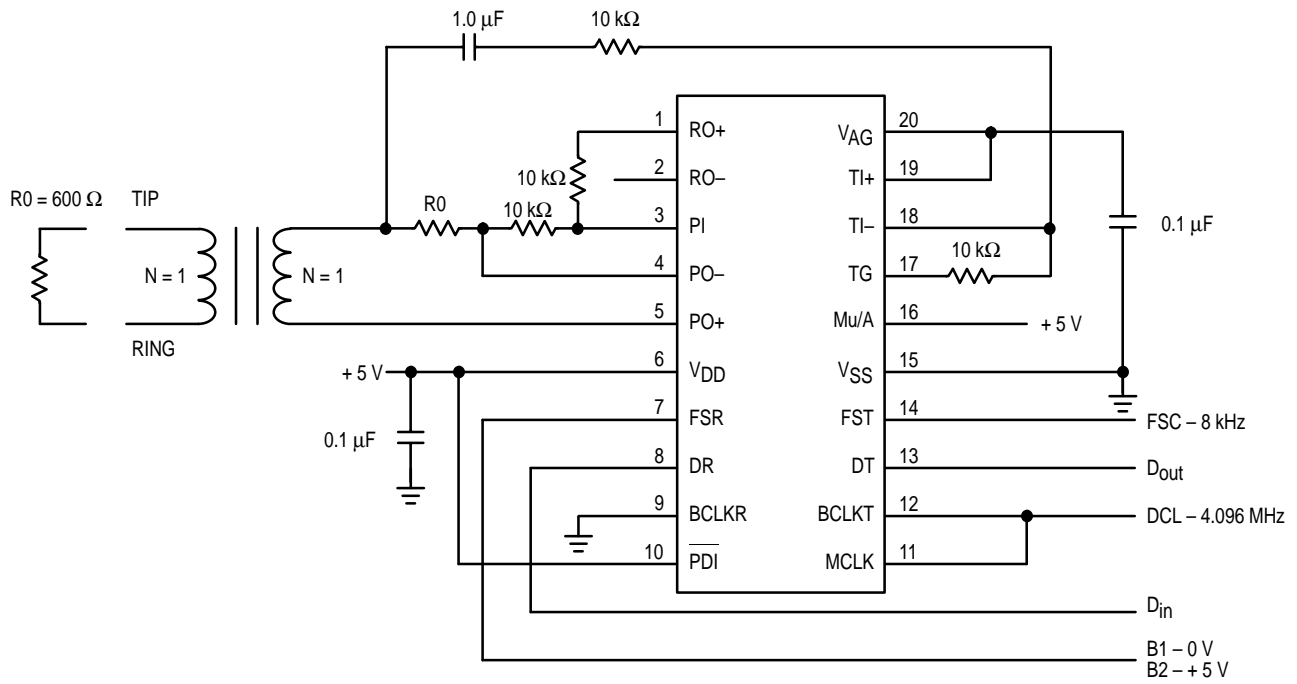 1.0 μF
10 kΩ
R0 = 600 Ω
TIP
N = 1
N = 1
RING
R0
10 kΩ
10 kΩ
1 RO+
2 RO–
3 PI
4 PO–
5 PO+
6 VDD
7 FSR
8 DR
9 BCLKR
10 PDI
+ 5 V
0.1 μF
VAG 20
TI+ 19
TI– 18
TG 17
Mu/A 16
VSS 15
FST 14
DT 13
BCLKT 12
MCLK 11
10 kΩ
0.1 μF
+ 5 V
FSC – 8 kHz
Dout
DCL – 4.096 MHz
Din
B1 – 0 V
B2 – + 5 V